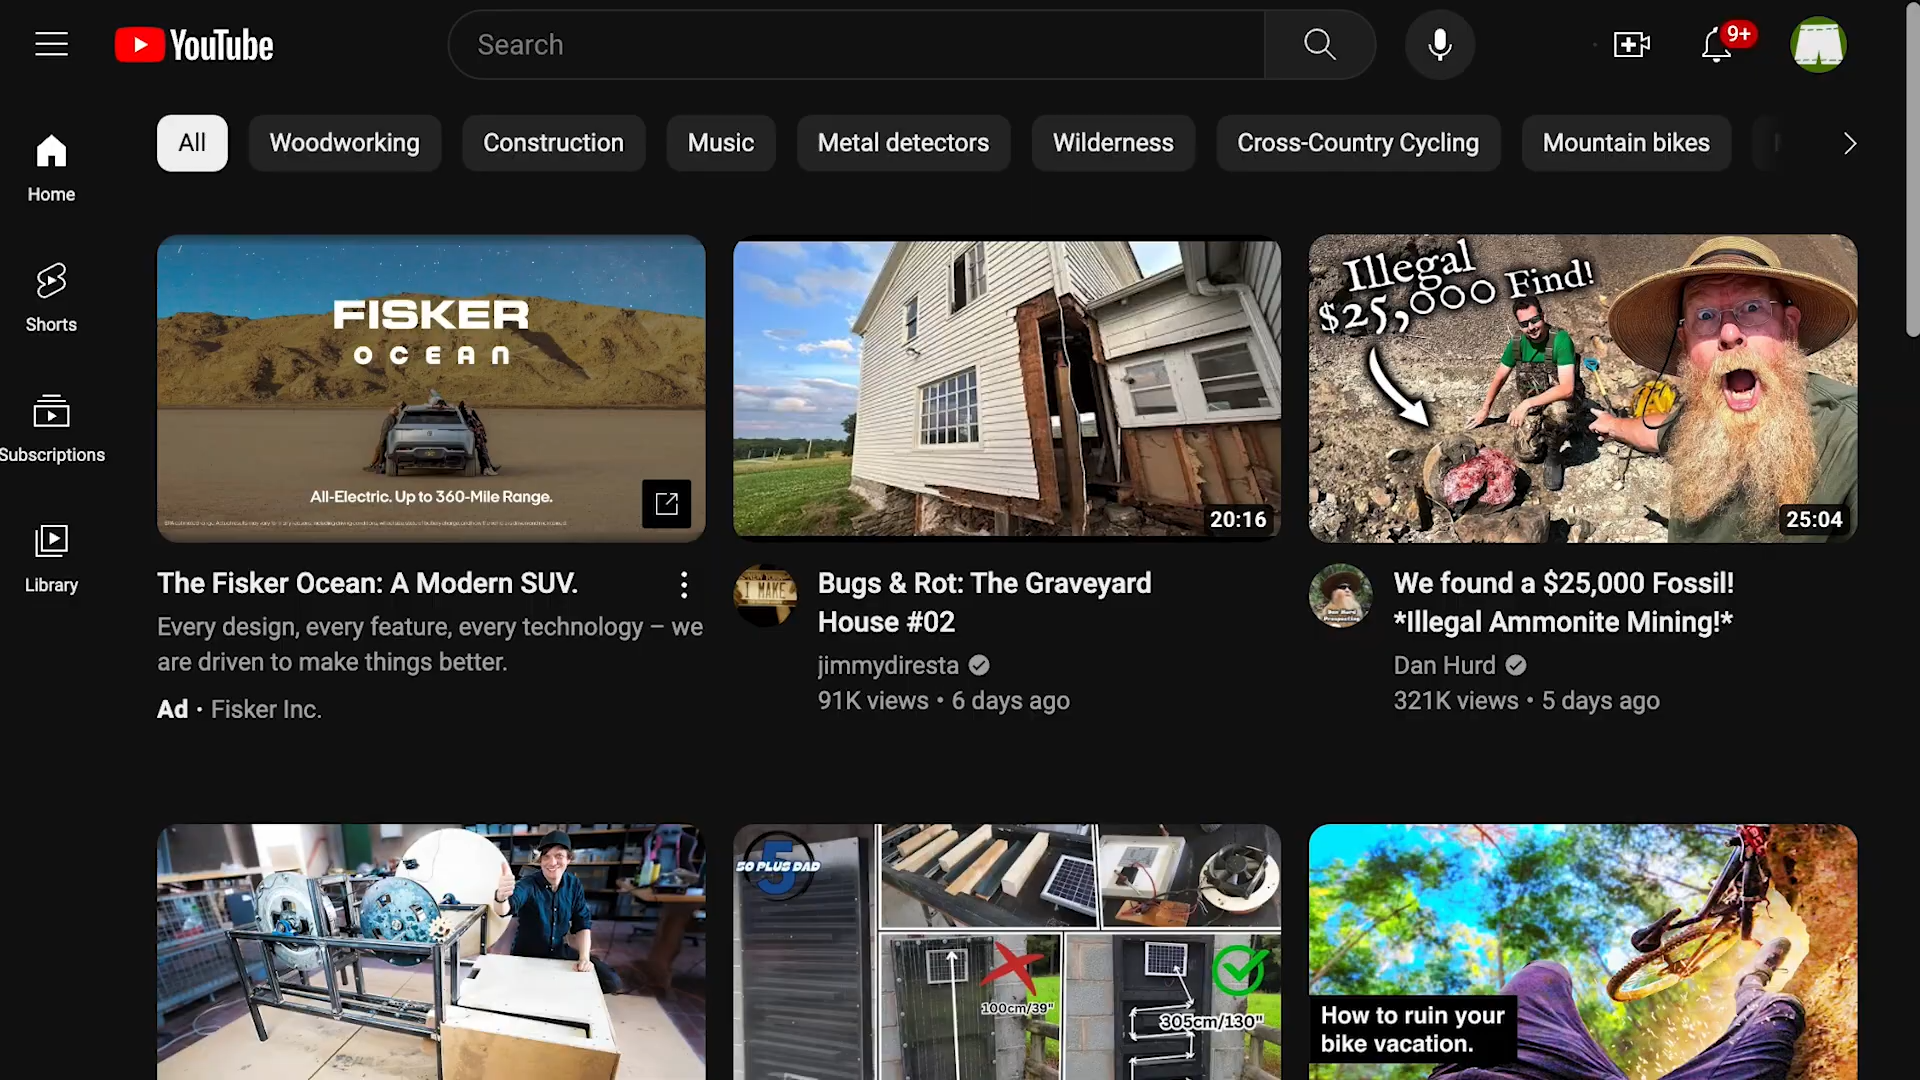 YouTube
Search
9+
All
Woodworking
Construction
Music
Metal detectors
Wilderness
Cross-Country Cycling
Mountain bikes
Home
Shorts
Subscriptions
Library
FISKER
OCEAN
All-Electric. Up to 360-Mile Range.
20:16
Illegal
$25,000 Find!
25:04
The Fisker Ocean: A Modern SUV.
Every design, every feature, every technology – we
are driven to make things better.
Ad · Fisker Inc.
I MAKE
Bugs & Rot: The Graveyard
House #02
jimmydiresta
91K views • 6 days ago
Dan Hurd
Prospecting
We found a $25,000 Fossil!
*Illegal Ammonite Mining!*
Dan Hurd
321K views • 5 days ago
5
50 PLUS DAD
100cm/39"
305cm/130"
How to ruin your
bike vacation.